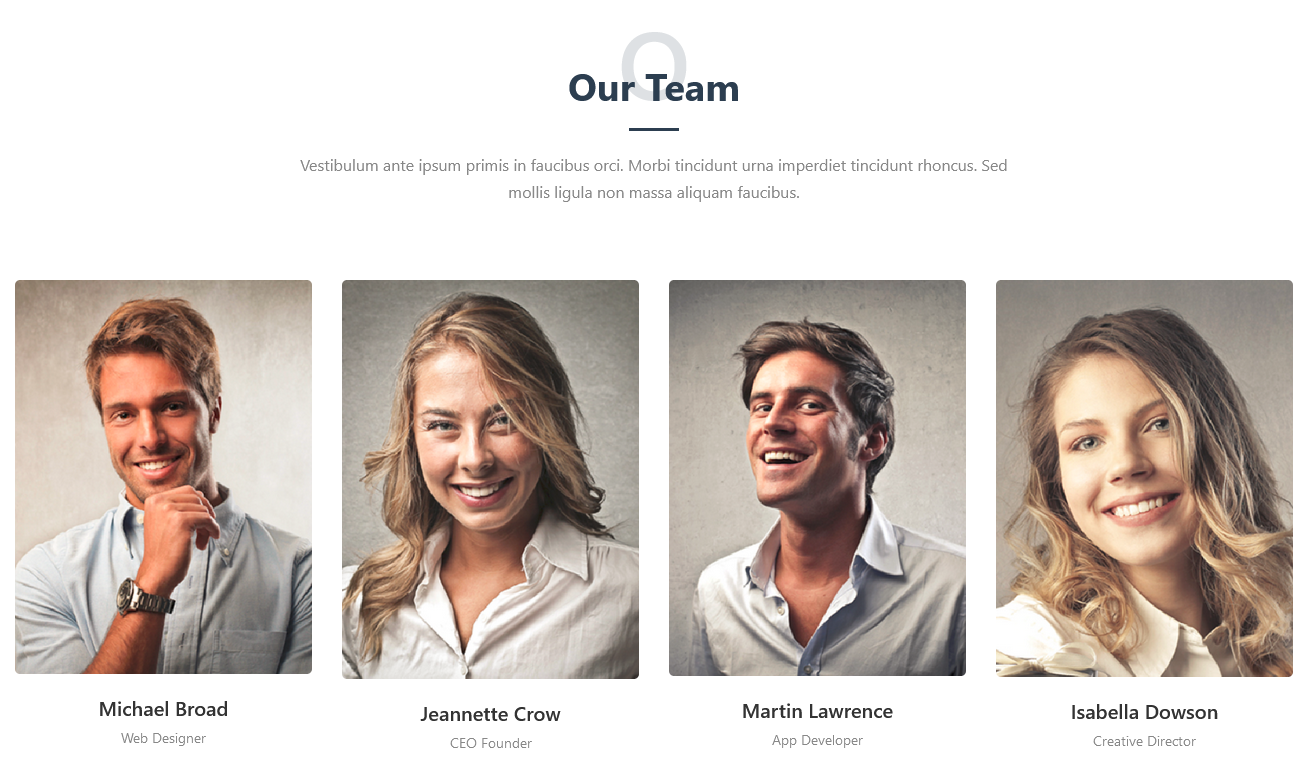 O
Our Team
Vestibulum ante ipsum primis in faucibus orci. Morbi tincidunt urna imperdiet tincidunt rhoncus. Sed
mollis ligula non massa aliquam faucibus.
Michael Broad
Web Designer
Jeannette Crow
CEO Founder
Martin Lawrence
App Developer
Isabella Dowson
Creative Director